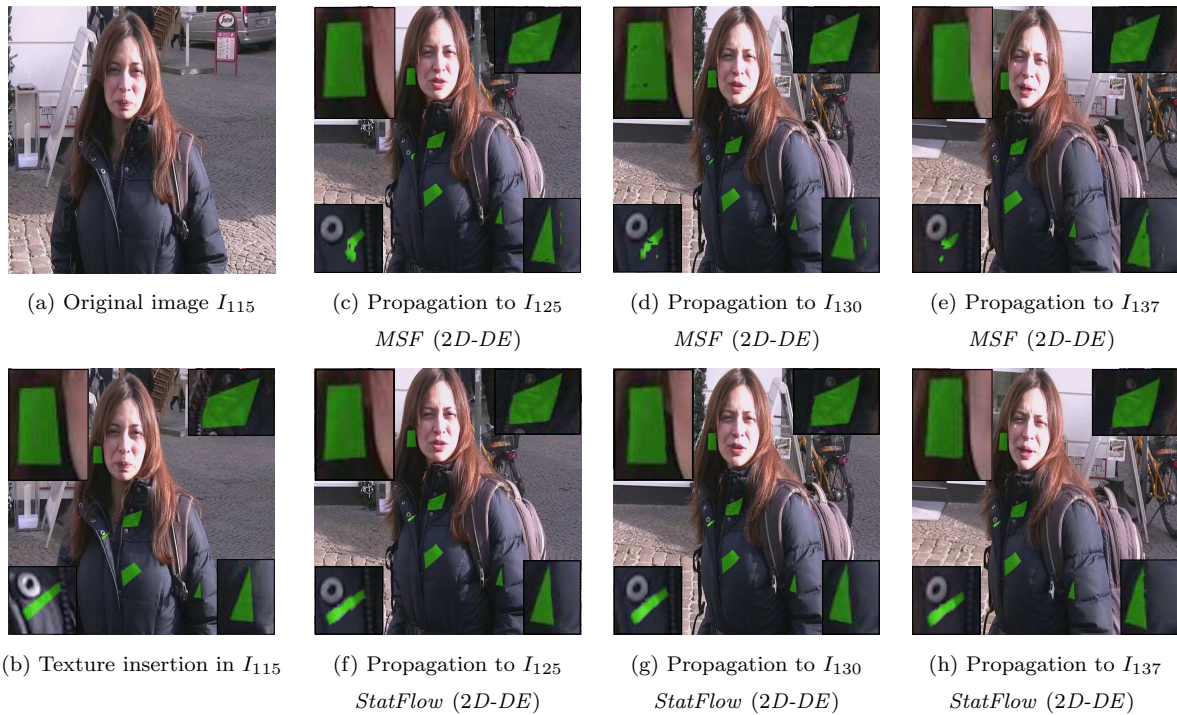 (a) Original image I115
(c) Propagation to I125
MSF (2D-DE)
(d) Propagation to I130
MSF (2D-DE)
(e) Propagation to I137
MSF (2D-DE)
(b) Texture insertion in I115
(f) Propagation to I125
StatFlow (2D-DE)
(g) Propagation to I130
StatFlow (2D-DE)
(h) Propagation to I137
StatFlow (2D-DE)